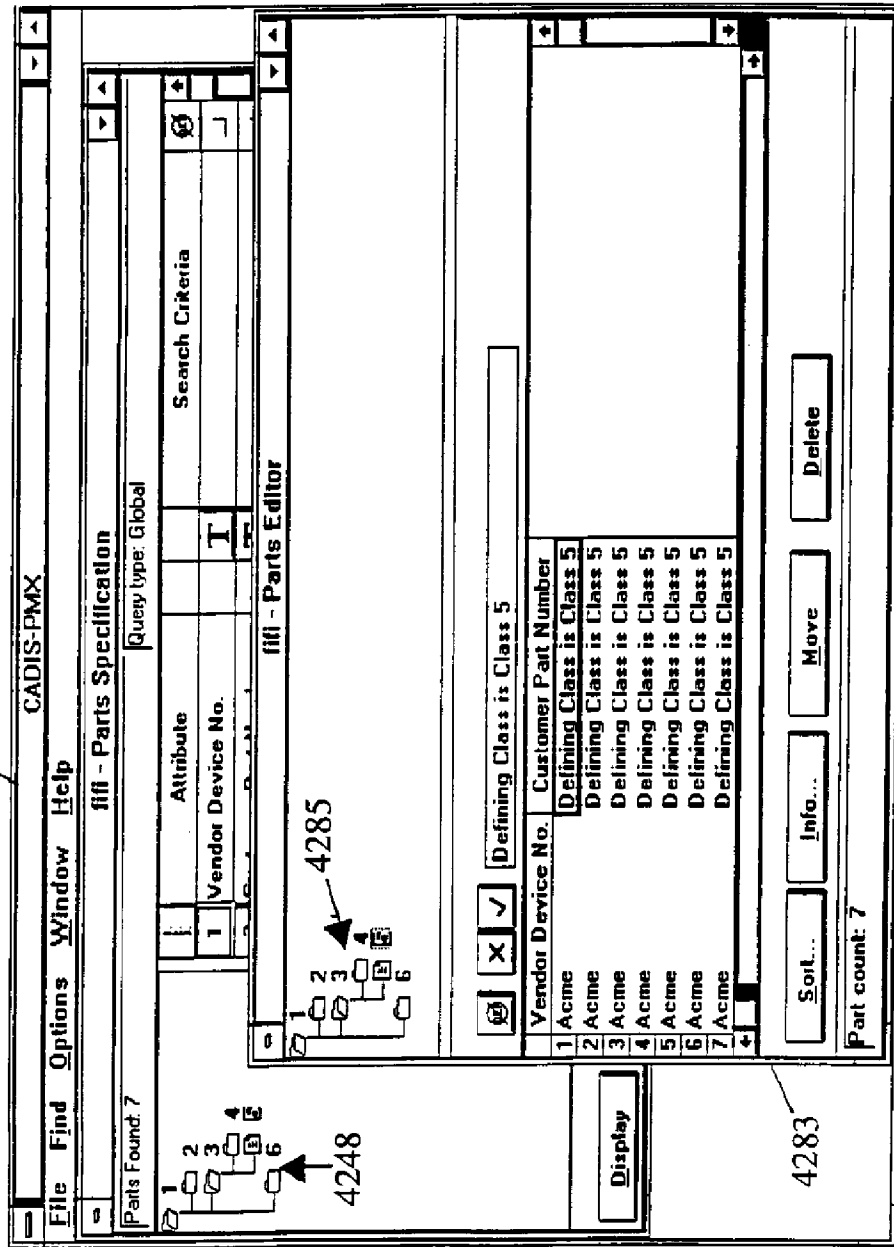 CADIS-PMX
File Find Options Window Help
fifi - Parts Specification
Parts Found: 7
Query type: Global
Attribute
Search Criteria
1 Vendor Device No. T
1
2
3
4
6
4248
Display
fifi - Parts Editor
1
2
3
4
6
4285
Defining Class is Class 5
Vendor Device No. Customer Part Number
1 Acme Defining Class is Class 5
2 Acme Defining Class is Class 5
3 Acme Defining Class is Class 5
4 Acme Defining Class is Class 5
5 Acme Defining Class is Class 5
6 Acme Defining Class is Class 5
7 Acme Defining Class is Class 5
Sort... Info... Move Delete
Part count: 7
4283